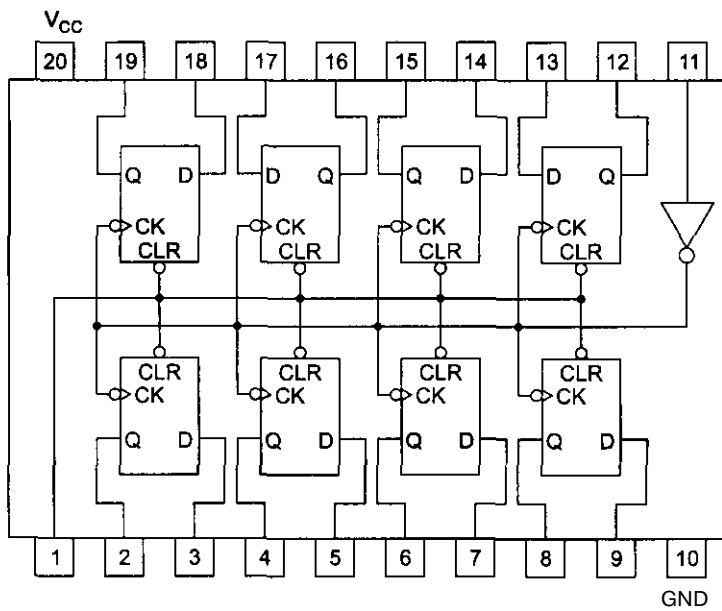 VCC
20 19 18 17 16 15 14 13 12 11
Q D D Q Q D D Q
CK CK CK CK
CLR CLR CLR CLR
CLR CLR CLR CLR
CK CK CK CK
Q D Q D Q D Q D
1 2 3 4 5 6 7 8 9 10
GND